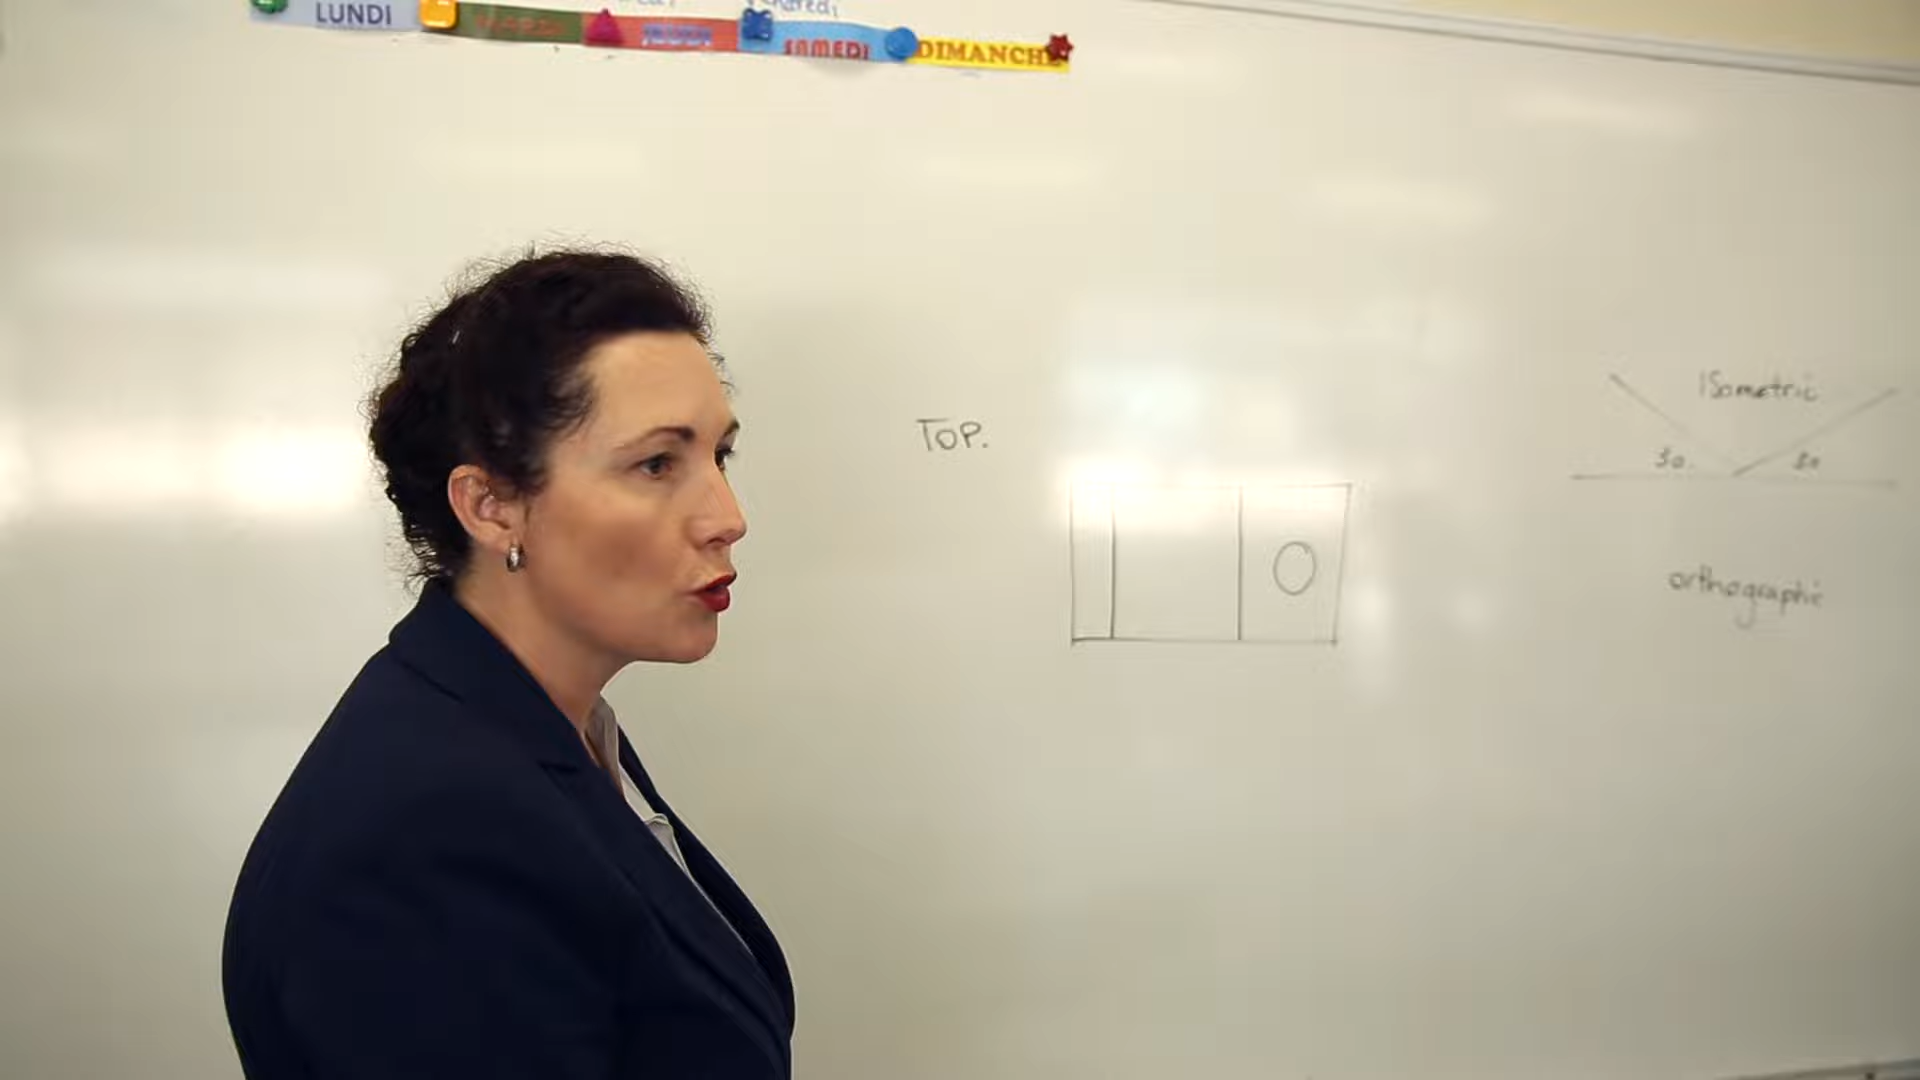 LUNDI
SAMEDI
DIMANCHE
TOP.
Isometric
30. 30
orthographic